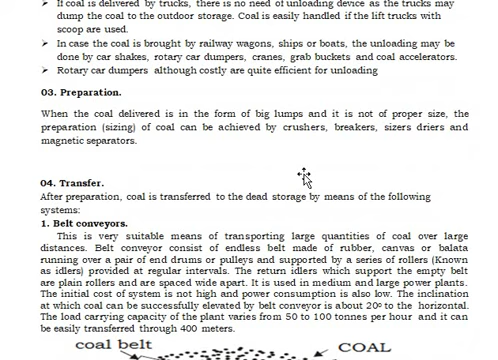 ➢ If coal is delivered by trucks, there is no need of unloading device as the trucks may
dump the coal to the outdoor storage. Coal is easily handled if the lift trucks with
scoop are used.
➢ In case the coal is brought by railway wagons, ships or boats, the unloading may be
done by car shakes, rotary car dumpers, cranes, grab buckets and coal accelerators.
➢ Rotary car dumpers although costly are quite efficient for unloading
03. Preparation.
When the coal delivered is in the form of big lumps and it is not of proper size, the
preparation (sizing) of coal can be achieved by crushers, breakers, sizers driers and
magnetic separators.
04. Transfer.
After preparation, coal is transferred to the dead storage by means of the following
systems:
1. Belt conveyors.
This is very suitable means of transporting large quantities of coal over large
distances. Belt conveyor consist of endless belt made of rubber, canvas or balata
running over a pair of end drums or pulleys and supported by a series of rollers (Known
as idlers) provided at regular intervals. The return idlers which support the empty belt
are plain rollers and are spaced wide apart. It is used in medium and large power plants.
The initial cost of system is not high and power consumption is also low. The inclination
at which coal can be successfully elevated by belt conveyor is about 20º to the horizontal.
The load carrying capacity of the plant varies from 50 to 100 tonnes per hour and it can
be easily transferred through 400 meters.
coal belt
COAL